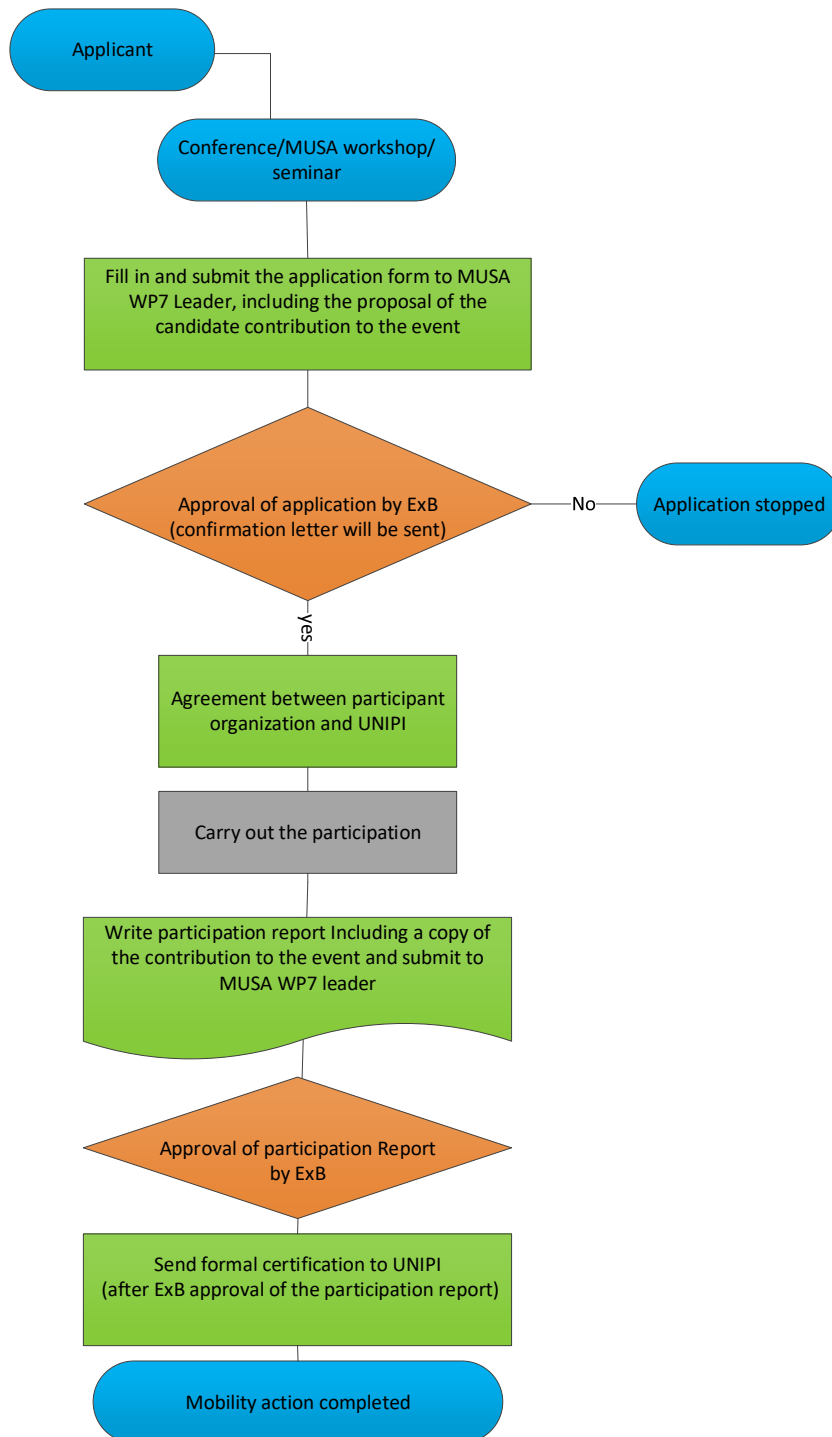 Applicant
Conference/MUSA workshop/
seminar
Fill in and submit the application form to MUSA
WP7 Leader, including the proposal of the
candidate contribution to the event
Approval of application by ExB
(confirmation letter will be sent)
No
Application stopped
yes
Agreement between participant
organization and UNIPI
Carry out the participation
Write participation report Including a copy of
the contribution to the event and submit to
MUSA WP7 leader
Approval of participation Report
by ExB
Send formal certification to UNIPI
(after ExB approval of the participation report)
Mobility action completed